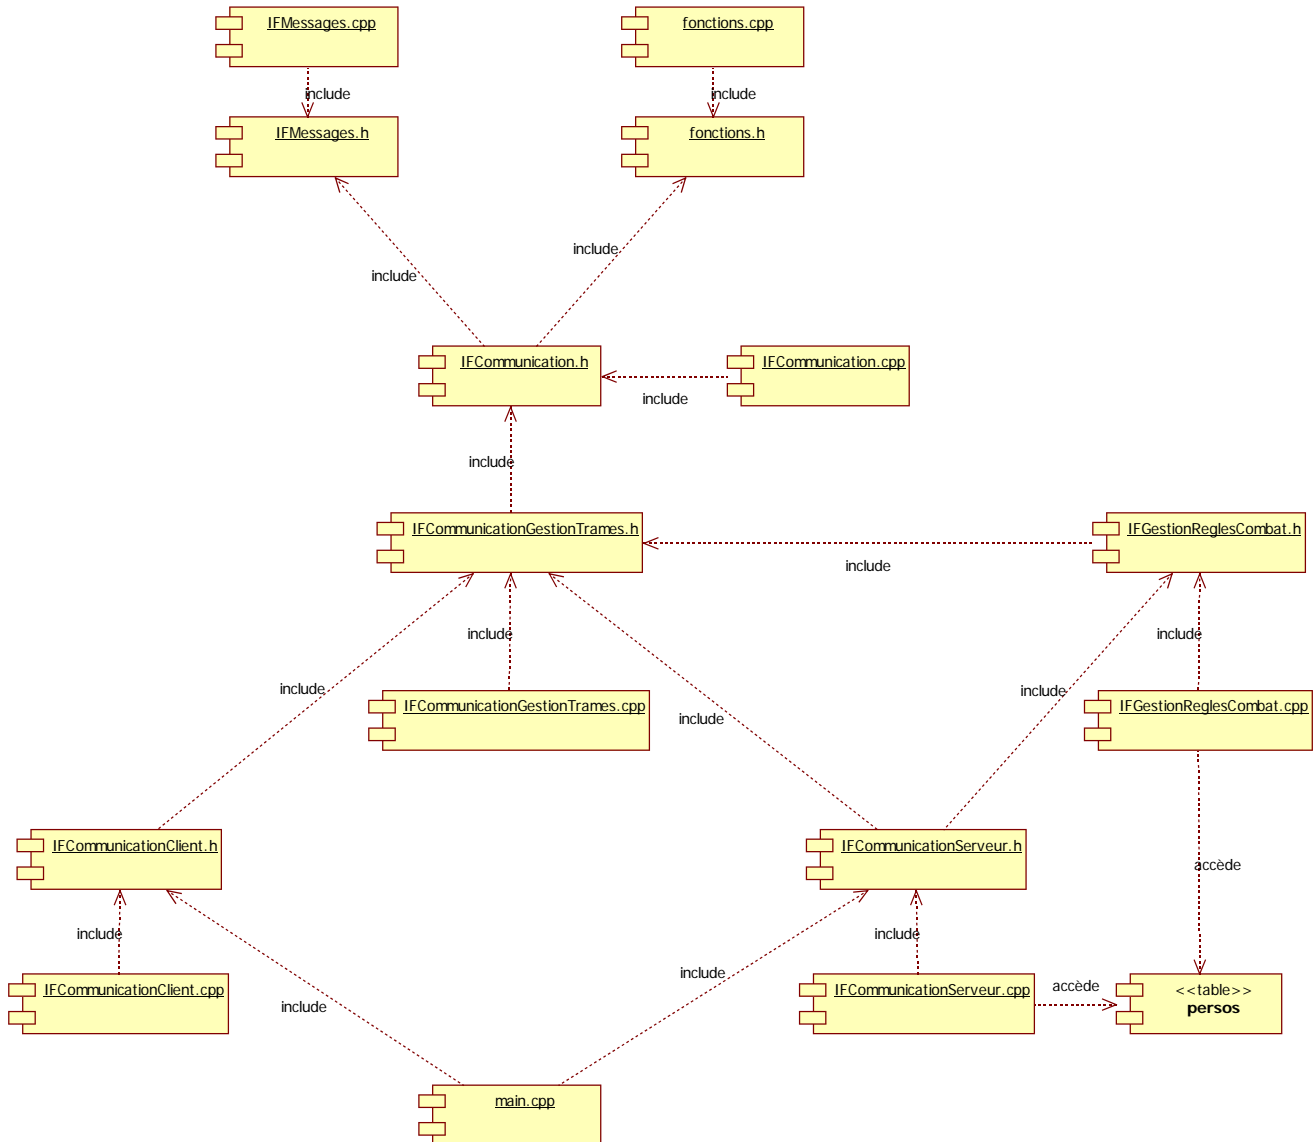 IFMessages.cpp
fonctions.cpp
include
include
IFMessages.h
fonctions.h
include
include
IFCommunication.h
IFCommunication.cpp
include
include
IFCommunicationGestionTrames.h
IFGestionReglesCombat.h
include
include
include
include
include
include
IFCommunicationGestionTrames.cpp
IFGestionReglesCombat.cpp
IFCommunicationClient.h
IFCommunicationServeur.h
accède
include
include
include
include
IFCommunicationClient.cpp
IFCommunicationServeur.cpp
accède
<<table>>
persos
main.cpp